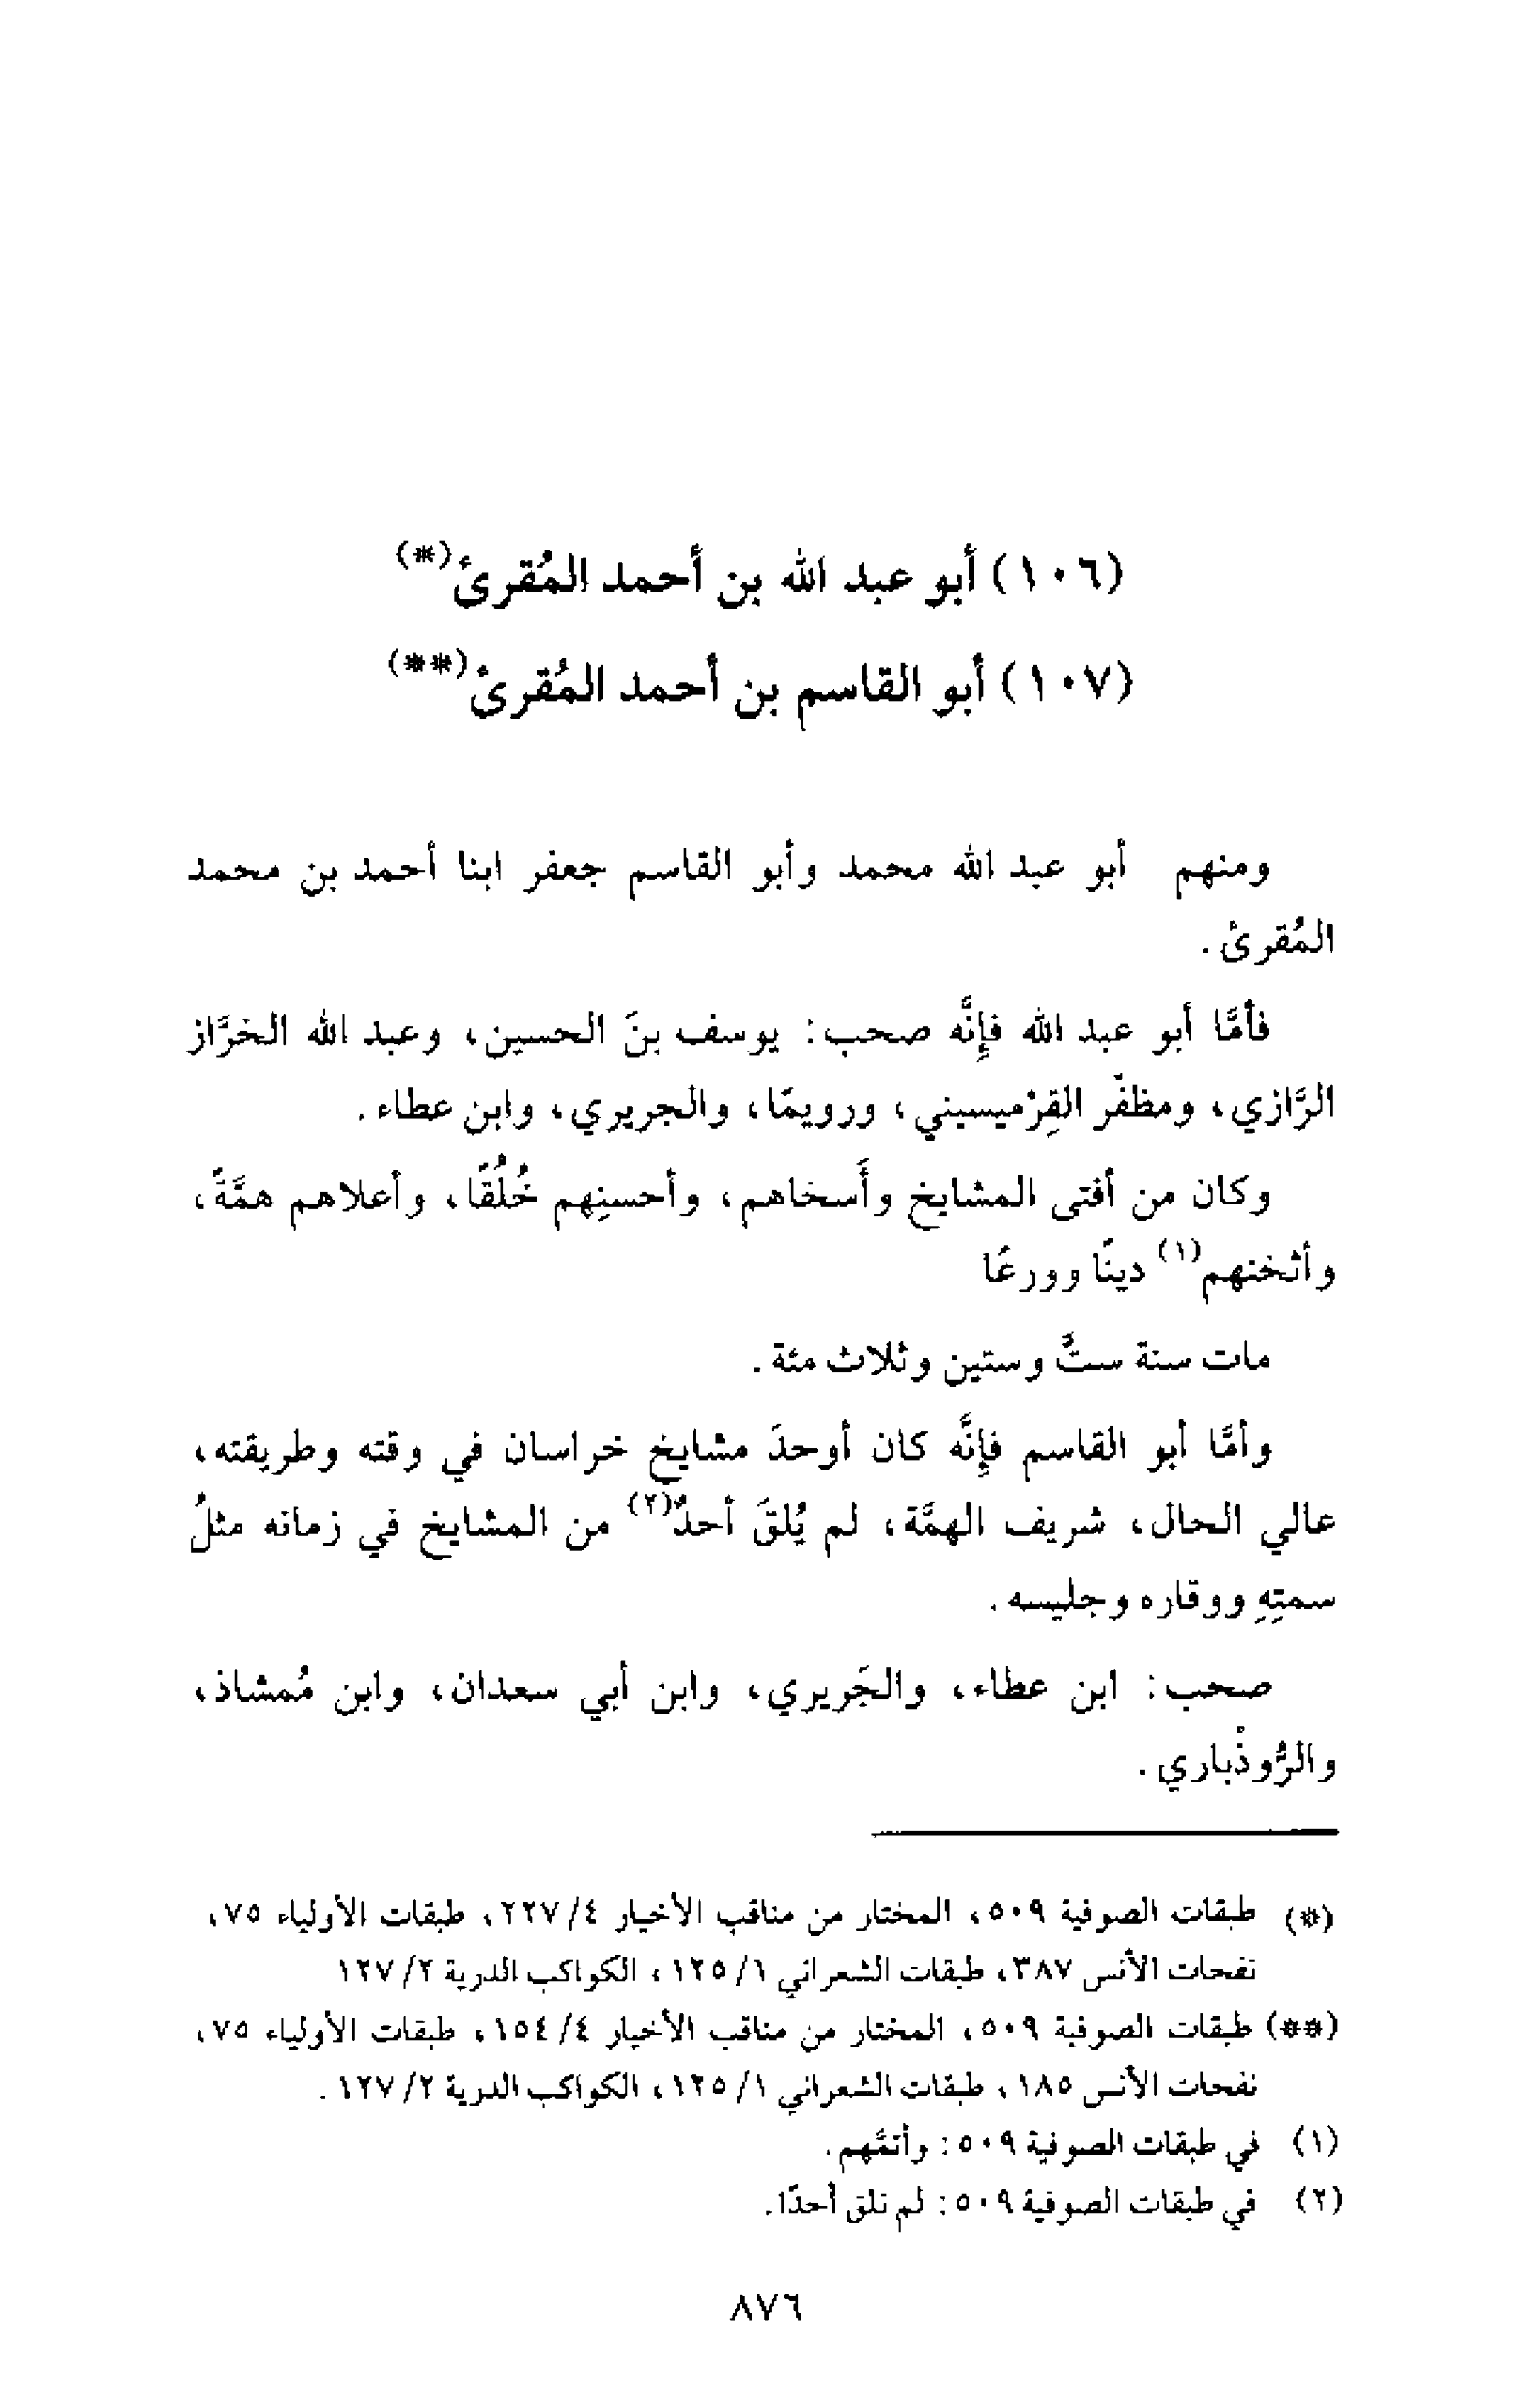 (١٠٦) أبو عبد الله بن أحمد المُقرئ(*)
(١٠٧) أبو القاسم بن أحمد المُقرئ(**)
ومنهم أبو عبد الله محمد وأبو القاسم جعفر ابنا أحمد بن محمد
المُقرئ.
فأمَّا أبو عبد الله فإنَّه صحب: يوسف بنَ الحسين، وعبد الله الخرَّاز
الرَّازي، ومظفّر القِرْميسيني، ورويمًا، والجريري، وابن عطاء.
وكان من أفتى المشايخ وأَسخاهم، وأحسنِهم خُلُقًا، وأعلاهم همَّةً،
وأثخنهم(١) دينًا وورعًا
مات سنة ستٌّ وستين وثلاث مئة.
وأمَّا أبو القاسم فإنَّه كان أوحدَ مشايخ خراسان في وقته وطريقته،
عالي الحال، شريف الهمَّة، لم يُلقَ أحدٌ(٢) من المشايخ في زمانه مثلُ
سمتِهِ ووقاره وجليسه.
صحب: ابن عطاء، والجَريري، وابن أبي سعدان، وابن مُمشاذ،
والرُّوذْباري.
(*) طبقات الصوفية ٥٠٩، المختار من مناقب الأخيار ٤/ ٢٢٧، طبقات الأولياء ٧٥،
نفحات الأنس ٣٨٧، طبقات الشعراني ١/ ١٢٥، الكواكب الدرية ٢/ ١٢٧
(**) طبقات الصوفية ٥٠٩، المختار من مناقب الأخيار ٤/ ١٥٤، طبقات الأولياء ٧٥،
نفحات الأنس ١٨٥، طبقات الشعراني ١/ ١٢٥، الكواكب الدرية ٢/ ١٢٧.
(١) في طبقات الصوفية ٥٠٩: وأتمَّهم.
(٢) في طبقات الصوفية ٥٠٩: لم نلق أحدًا.
٨٧٦